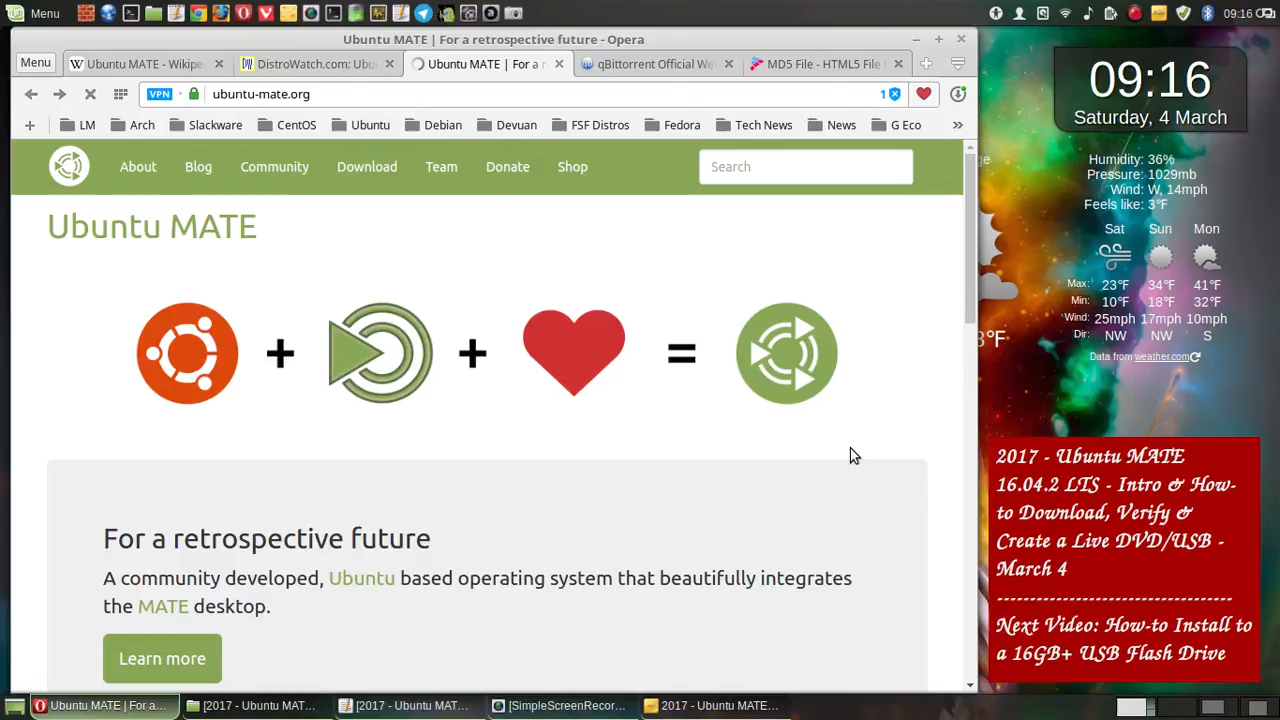 Menu
09:16
Ubuntu MATE | For a retrospective future - Opera
Menu
Ubuntu MATE - Wikipe
DistroWatch.com: Ubu
Ubuntu MATE | For a r
qBittorrent Official We
MD5 File - HTML5 File
VPN
ubuntu-mate.org
1
LM
Arch
Slackware
CentOS
Ubuntu
Debian
Devuan
FSF Distros
Fedora
Tech News
News
G Eco
»
About
Blog
Community
Download
Team
Donate
Shop
Search
Ubuntu MATE
+ + =
For a retrospective future
A community developed, Ubuntu based operating system that beautifully integrates
the MATE desktop.
Learn more
09:16
Saturday, 4 March
Humidity: 36%
Pressure: 1029mb
Wind: W, 14mph
Feels like: 3°F
Sat Sun Mon
Max: 23°F 34°F 41°F
Min: 10°F 18°F 32°F
Wind: 25mph 17mph 10mph
Dir: NW NW S
Data from weather.com
3°F
2017 - Ubuntu MATE
16.04.2 LTS - Intro & How-
to Download, Verify &
Create a Live DVD/USB -
March 4
----------------------------------
Next Video: How-to Install to
a 16GB+ USB Flash Drive
Ubuntu MATE | For a...
[2017 - Ubuntu MAT...
[2017 - Ubuntu MAT...
[SimpleScreenRecor...
2017 - Ubuntu MATE...